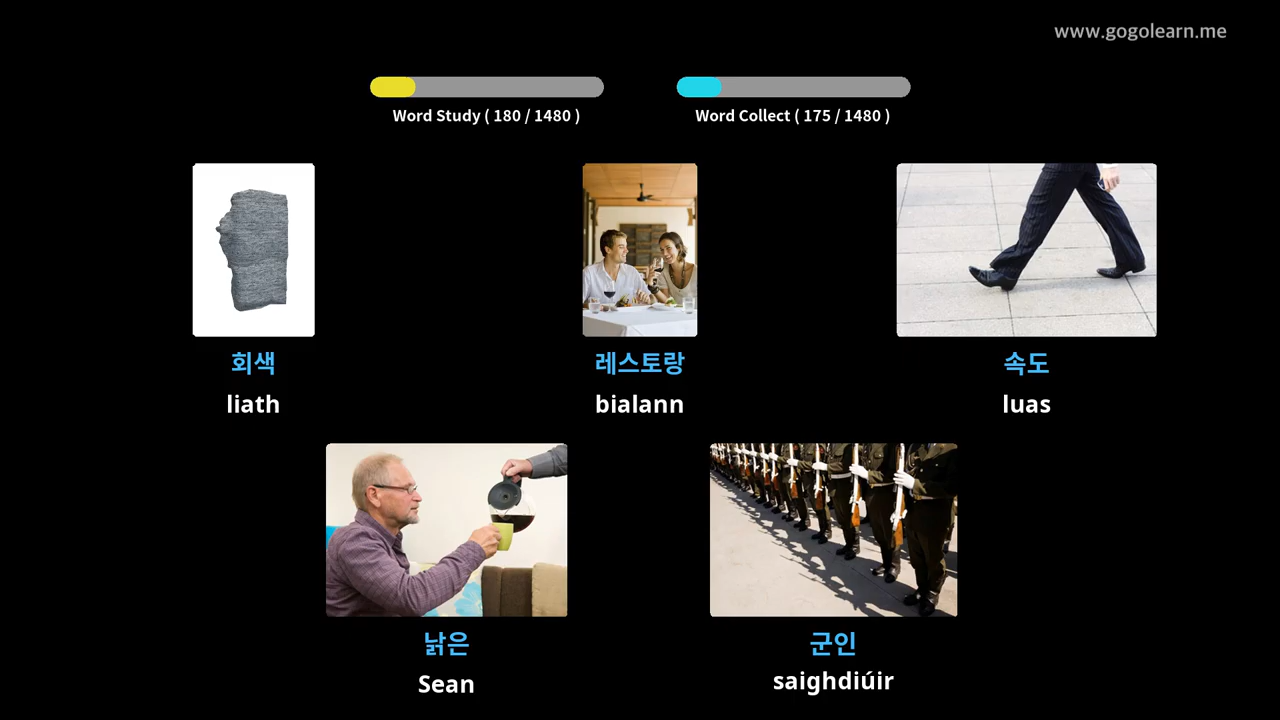 www.gogolearn.me
Word Study ( 180 / 1480 )
Word Collect ( 175 / 1480 )
회색
liath
레스토랑
bialann
속도
luas
낡은
Sean
군인
saighdiúir